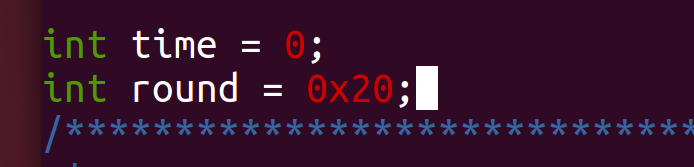 int time = 0;
int round = 0x20;
/*****************************